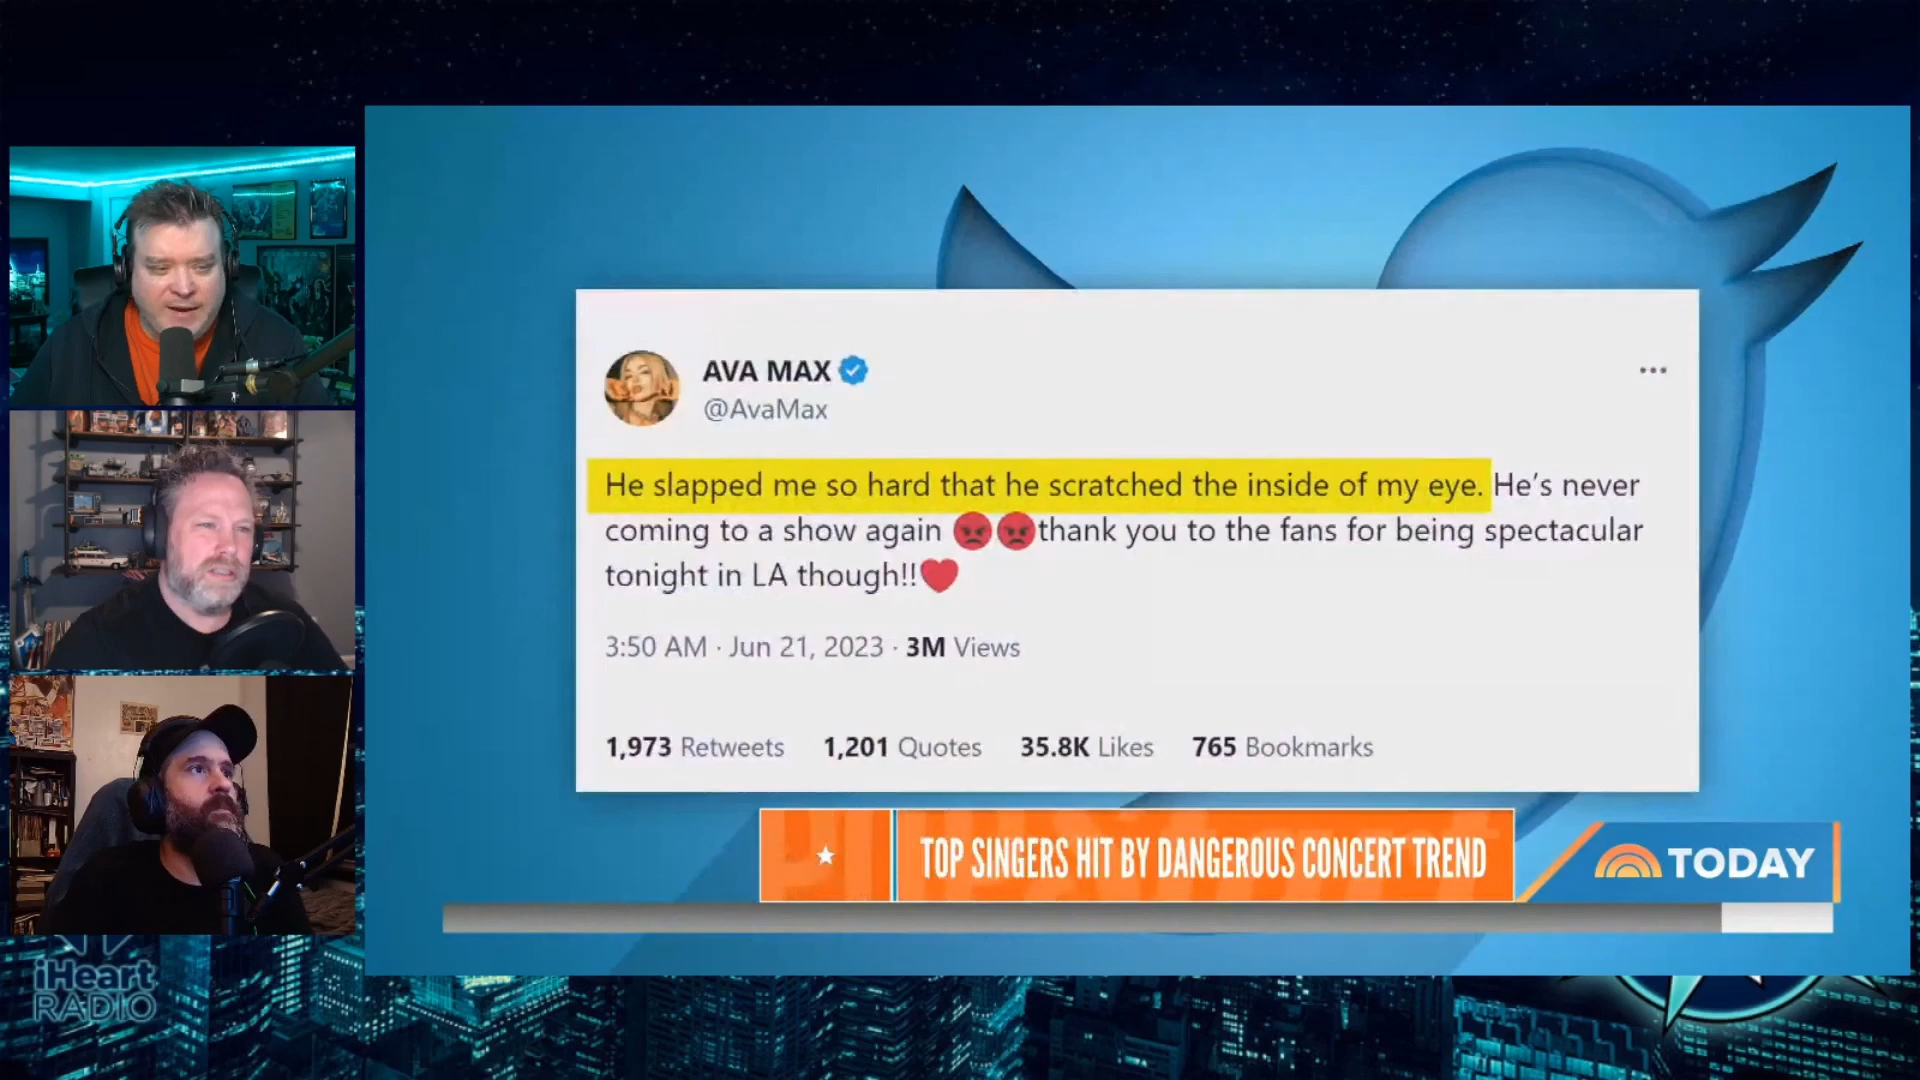 AVA MAX
@AvaMax
He slapped me so hard that he scratched the inside of my eye. He's never
coming to a show again 😡😡thank you to the fans for being spectacular
tonight in LA though!!❤️
3:50 AM · Jun 21, 2023 · 3M Views
1,973 Retweets 1,201 Quotes 35.8K Likes 765 Bookmarks
TOP SINGERS HIT BY DANGEROUS CONCERT TREND
TODAY
iHeart
RADIO